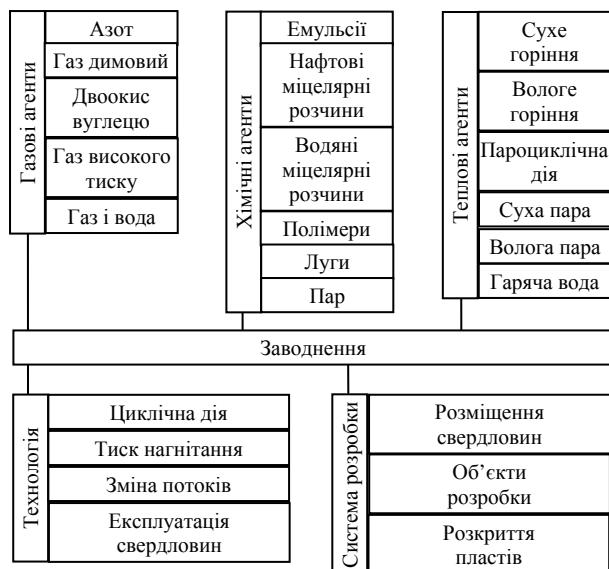 Газові агенти
Азот
Газ димовий
Двоокис
вуглецю
Газ високого
тиску
Газ і вода
Хімічні агенти
Емульсії
Нафтові
міцелярні
розчини
Водяні
міцелярні
розчини
Полімери
Луги
Пар
Теплові агенти
Сухе
горіння
Вологе
горіння
Пароциклічна
дія
Суха пара
Волога пара
Гаряча вода
Заводнення
Технологія
Циклічна дія
Тиск нагнітання
Зміна потоків
Експлуатація
свердловин
Система розробки
Розміщення
свердловин
Об’єкти
розробки
Розкриття
пластів